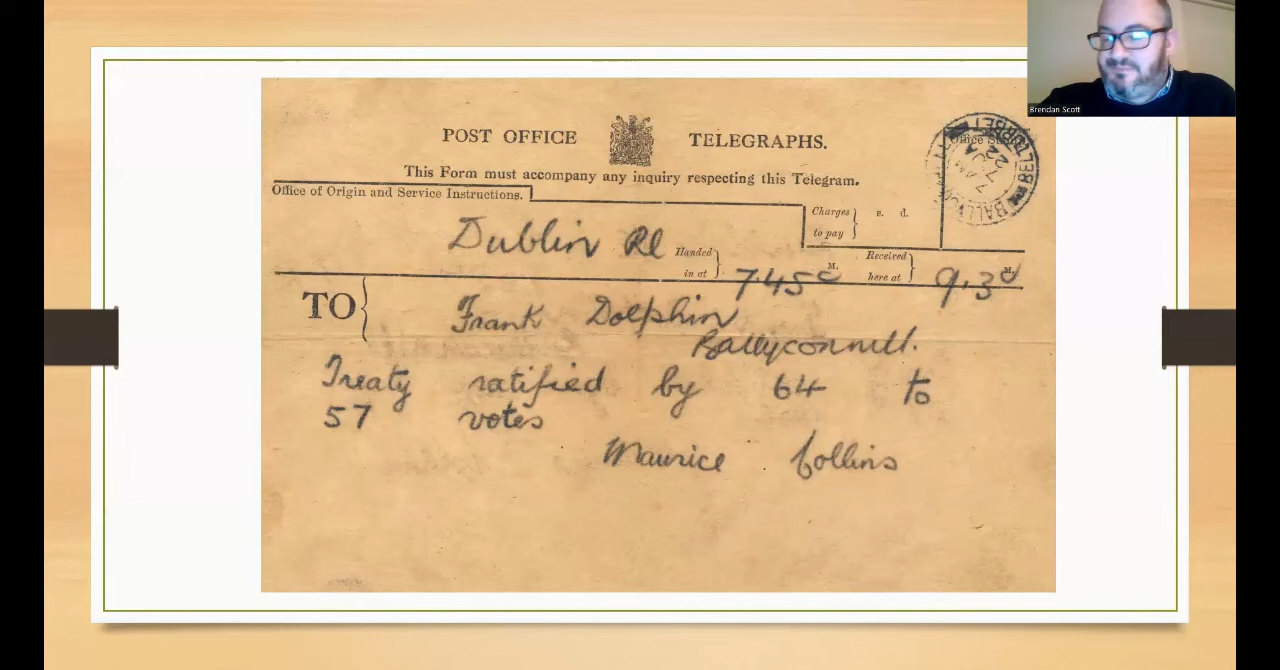 Brendan Scott
POST OFFICE TELEGRAPHS.
Office Sta
This Form must accompany any inquiry respecting this Telegram.
Office of Origin and Service Instructions.
Charges to pay } s. d.
Dublin Rl
Handed in at } 7.45 M.
Received here at } 9.3 M.
TO { Frank Dolphin
Ballyconnell.
Treaty ratified by 64 to
57 votes
Maurice Collins